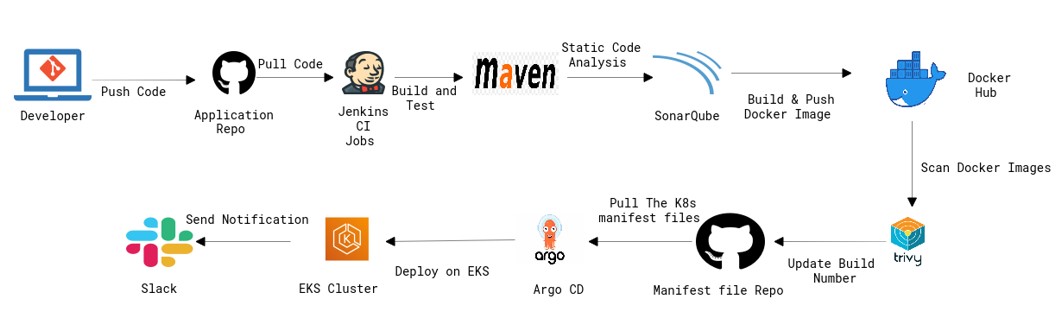 Developer
Push Code
Application
Repo
Pull Code
Jenkins
CI
Jobs
Build and
Test
Maven
Static Code
Analysis
SonarQube
Build & Push
Docker Image
Docker
Hub
Scan Docker Images
trivy
Update Build
Number
Manifest file Repo
Pull The K8s
manifest files
argo
Argo CD
Deploy on EKS
K
EKS Cluster
Send Notification
Slack